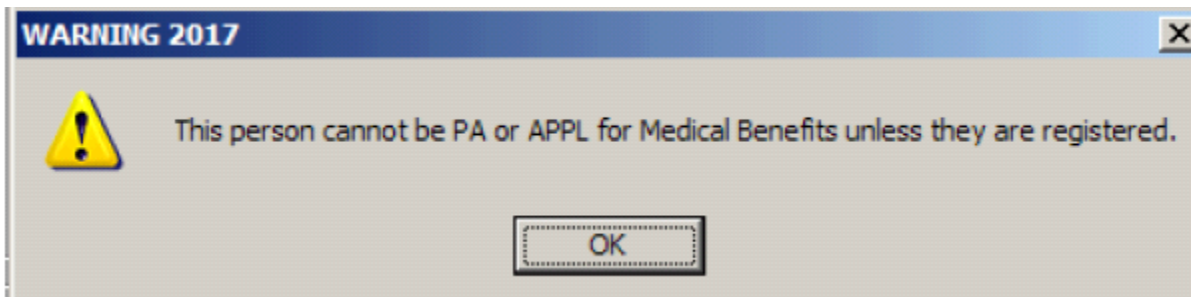 WARNING 2017
This person cannot be PA or APPL for Medical Benefits unless they are registered.
OK